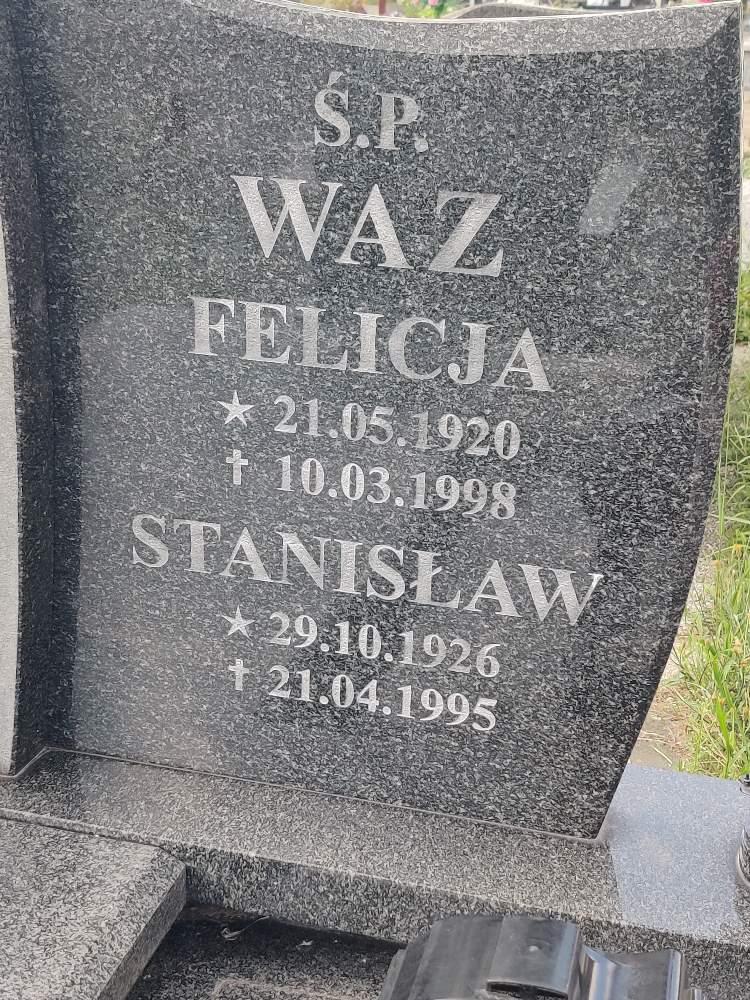 Ś.P.
WAZ
FELICJA
★ 21.05.1920
✝ 10.03.1998
STANISŁAW
★ 29.10.1926
✝ 21.04.1995